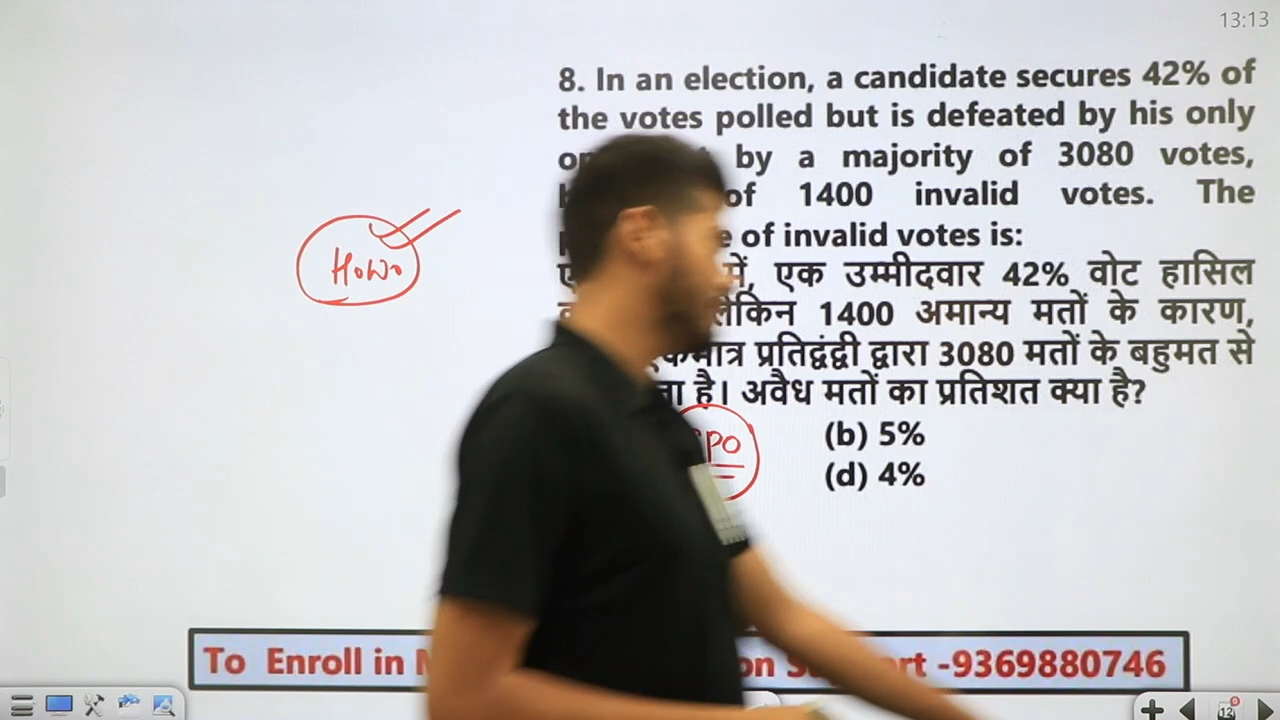 13:13
8. In an election, a candidate secures 42% of
the votes polled but is defeated by his only
by a majority of 3080 votes,
of 1400 invalid votes. The
of invalid votes is:
में, एक उम्मीदवार 42% वोट हासिल
लेकिन 1400 अमान्य मतों के कारण,
प्रतिद्वंद्वी द्वारा 3080 मतों के बहुमत से
है। अवैध मतों का प्रतिशत क्या है?
(b) 5%
(d) 4%
To Enroll in
-9369880746
12